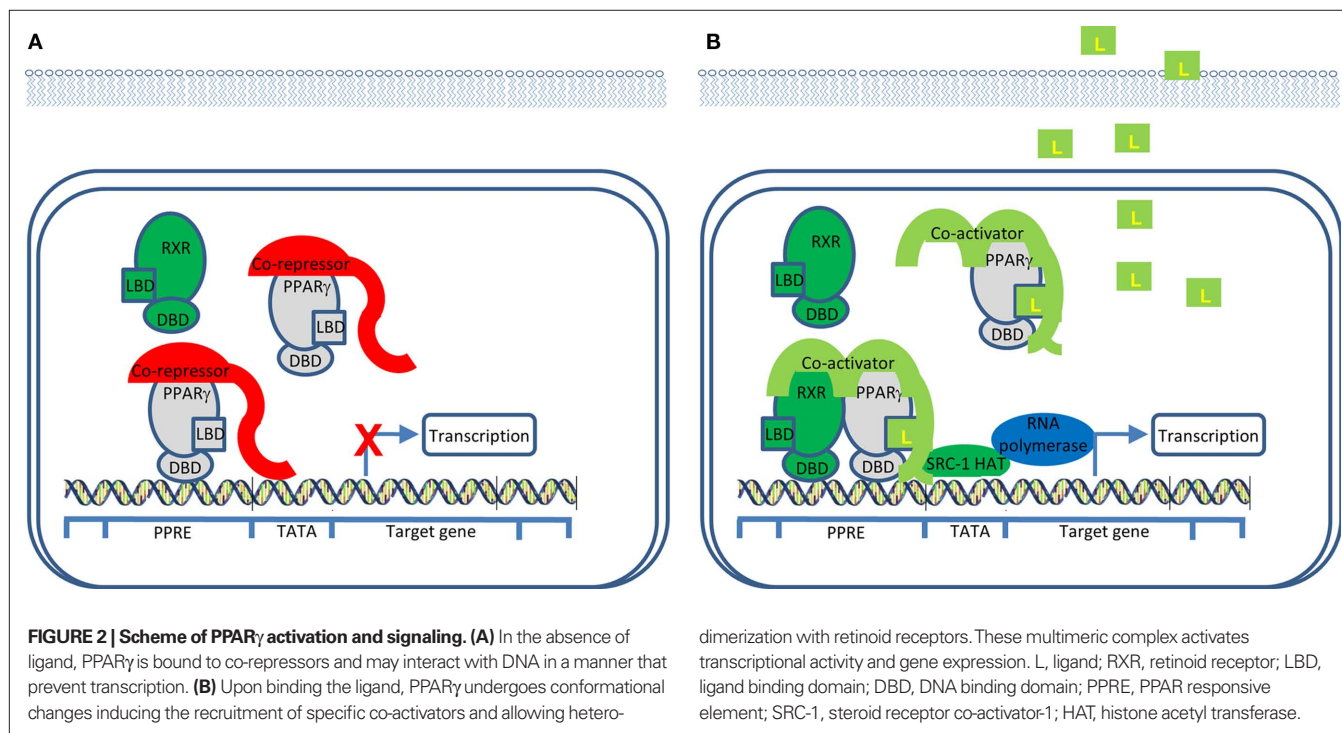 A
RXR
LBD
DBD
Co-repressor
PPARγ
LBD
DBD
Co-repressor
PPARγ
LBD
DBD
X
Transcription
PPRE
TATA
Target gene
B
L
L
L
L
L
L
L
RXR
LBD
DBD
Co-activator
PPARγ
L
DBD
Co-activator
RXR
PPARγ
LBD
L
DBD
DBD
SRC-1 HAT
RNA
polymerase
Transcription
PPRE
TATA
Target gene
FIGURE 2 | Scheme of PPARγ activation and signaling. (A) In the absence of
ligand, PPARγ is bound to co-repressors and may interact with DNA in a manner that
prevent transcription. (B) Upon binding the ligand, PPARγ undergoes conformational
changes inducing the recruitment of specific co-activators and allowing hetero-
dimerization with retinoid receptors. These multimeric complex activates
transcriptional activity and gene expression. L, ligand; RXR, retinoid receptor; LBD,
ligand binding domain; DBD, DNA binding domain; PPRE, PPAR responsive
element; SRC-1, steroid receptor co-activator-1; HAT, histone acetyl transferase.